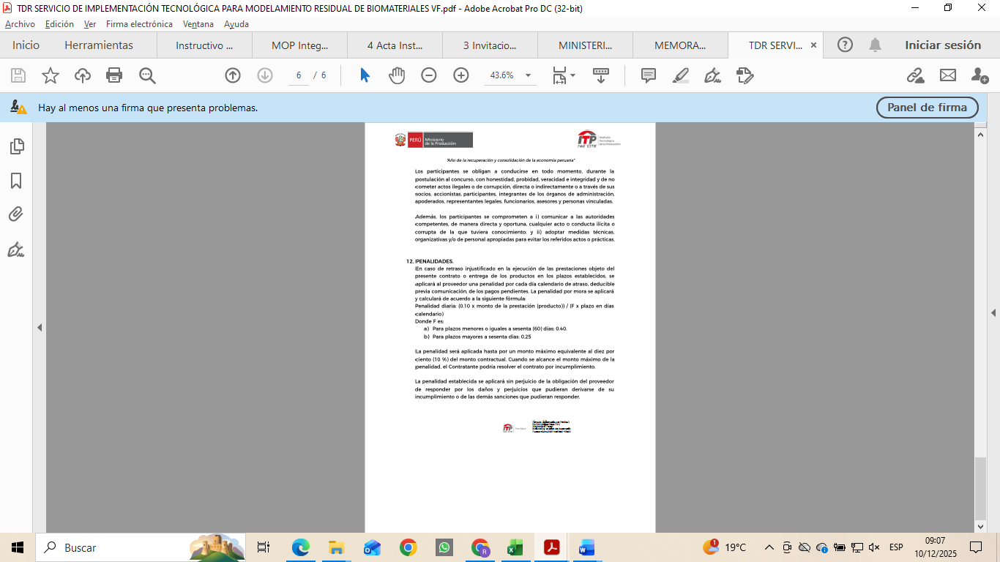 TDR SERVICIO DE IMPLEMENTACIÓN TECNOLÓGICA PARA MODELAMIENTO RESIDUAL DE BIOMATERIALES VF.pdf - Adobe Acrobat Pro DC (32-bit)
Archivo Edición Ver Firma electrónica Ventana Ayuda
Inicio Herramientas Instructivo ... MOP Integ... 4 Acta Inst... 3 Invitacio... MINISTERI... MEMORA... TDR SERVI... Iniciar sesión
6 / 6 43.6%
Hay al menos una firma que presenta problemas. Panel de firma
PERÚ Ministerio de la Producción
ITP red CITE Instituto Tecnológico de la Producción
"Año de la recuperación y consolidación de la economía peruana"
Los participantes se obligan a conducirse en todo momento, durante la
postulación al concurso, con honestidad, probidad, veracidad e integridad y de no
cometer actos ilegales o de corrupción, directa o indirectamente o a través de sus
socios, accionistas, participantes, integrantes de los órganos de administración,
apoderados, representantes legales, funcionarios, asesores y personas vinculadas.
Además, los participantes se comprometen a i) comunicar a las autoridades
competentes, de manera directa y oportuna, cualquier acto o conducta ilícita o
corrupta de la que tuviera conocimiento; y ii) adoptar medidas técnicas,
organizativas y/o de personal apropiadas para evitar los referidos actos o prácticas.
12. PENALIDADES.
En caso de retraso injustificado en la ejecución de las prestaciones objeto del
presente contrato o entrega de los productos en los plazos establecidos, se
aplicará al proveedor una penalidad por cada día calendario de atraso, deducible
previa comunicación, de los pagos pendientes. La penalidad por mora se aplicará
y calculará de acuerdo a la siguiente fórmula:
Penalidad diaria: (0.10 x monto de la prestación (producto)) / (F x plazo en días
calendario)
Donde F es:
a) Para plazos menores o iguales a sesenta (60) días: 0.40.
b) Para plazos mayores a sesenta días: 0.25
La penalidad será aplicada hasta por un monto máximo equivalente al diez por
ciento (10 %) del monto contractual. Cuando se alcance el monto máximo de la
penalidad, el Contratante podría resolver el contrato por incumplimiento.
La penalidad establecida se aplicará sin perjuicio de la obligación del proveedor
de responder por los daños y perjuicios que pudieran derivarse de su
incumplimiento o de las demás sanciones que pudieran responder.
ITP
Buscar
1 19°C ESP 09:07
10/12/2025